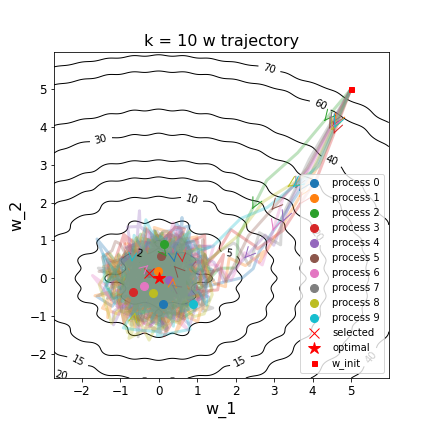 k = 10 w trajectory
w_2
6
5
4
3
2
1
0
−1
−2
70
60
30
40
10
2
5
15
15
20
40
process 0
process 1
process 2
process 3
process 4
process 5
process 6
process 7
process 8
process 9
selected
optimal
w_init
−2
−1
0
1
2
3
4
5
w_1